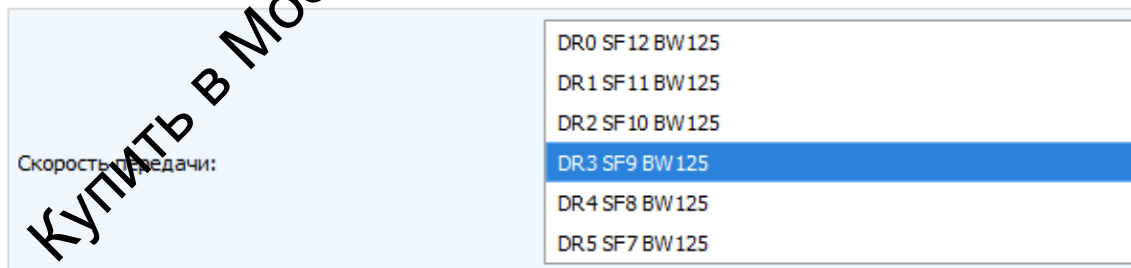 DR0 SF12 BW125
DR1 SF11 BW125
DR2 SF10 BW125
Скорость передачи:
DR3 SF9 BW125
DR4 SF8 BW125
DR5 SF7 BW125
Купить в